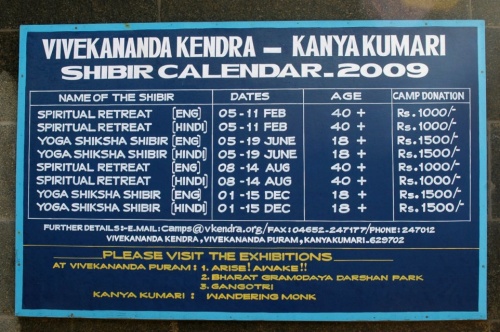 VIVEKANANDA KENDRA – KANYAKUMARI
SHIBIR CALENDAR-2009
NAME OF THE SHIBIR DATES AGE CAMP DONATION
SPIRITUAL RETREAT [ENG] 05-11 FEB 40 + Rs.1000/-
SPIRITUAL RETREAT [HINDI] 05-11 FEB 40 + Rs.1000/-
YOGA SHIKSHA SHIBIR [ENG] 05-19 JUNE 18 + Rs.1500/-
YOGA SHIKSHA SHIBIR [HINDI] 05-19 JUNE 18 + Rs.1500/-
SPIRITUAL RETREAT [ENG] 08-14 AUG 40 + Rs.1000/-
SPIRITUAL RETREAT [HINDI] 08-14 AUG 40 + Rs.1000/-
YOGA SHIKSHA SHIBIR [ENG] 01-15 DEC 18 + Rs.1500/-
YOGA SHIKSHA SHIBIR [HINDI] 01-15 DEC 18 + Rs.1500/-
FURTHER DETAILS:-E-MAIL:camps@vkendra.org/FAX:04652-247177/PHONE:247012
VIVEKANANDA KENDRA, VIVEKANANDA PURAM, KANYAKUMARI.-629702
PLEASE VISIT THE EXHIBITIONS
AT VIVEKANANDA PURAM : 1. ARISE! AWAKE!!
2. BHARAT GRAMODAYA DARSHAN PARK
3. GANGOTRI
KANYA KUMARI : WANDERING MONK